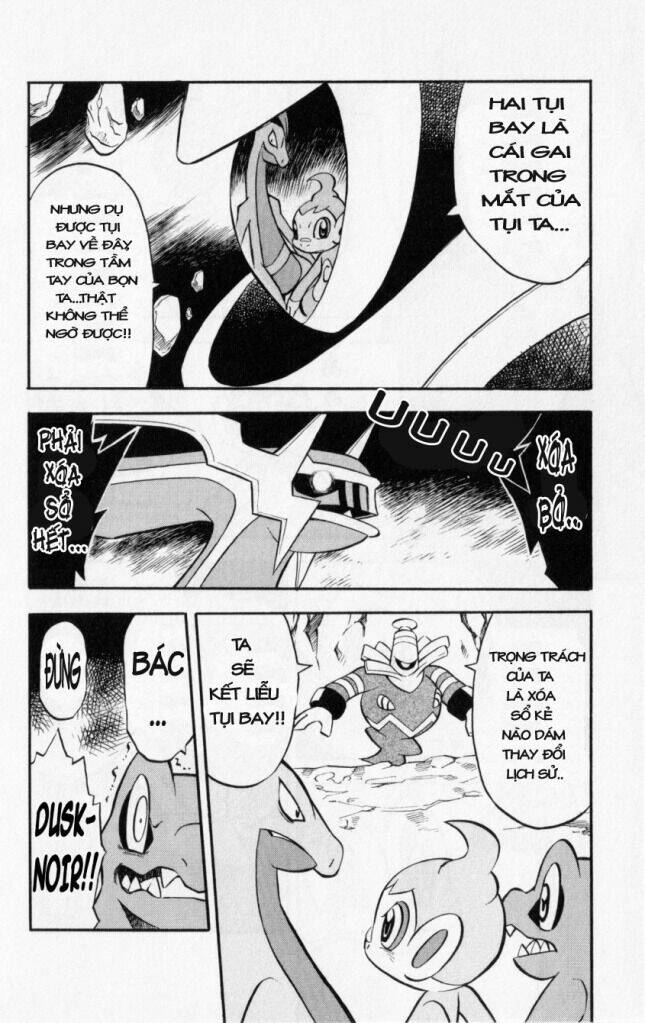 HAI TỤI
BAY LÀ
CÁI GAI
TRONG
MẮT CỦA
TỤI TA...
NHƯNG DỤ
ĐƯỢC TỤI
BAY VỀ ĐÂY,
TRONG TẦM
TAY CỦA BỌN
TA...THẬT
KHÔNG THỂ
NGỜ ĐƯỢC!!
UUUUU
XÓA
BỎ..
PHẢI
XÓA
SỔ
HẾT...
TRỌNG TRÁCH
CỦA TA
LÀ XÓA
SỔ KẺ
NÀO DÁM
THAY ĐỔI
LỊCH SỬ..
TA
SẼ
KẾT LIỄU
TỤI BAY!!
BÁC
...
ĐỪNG
DUSK-
NOIR!!